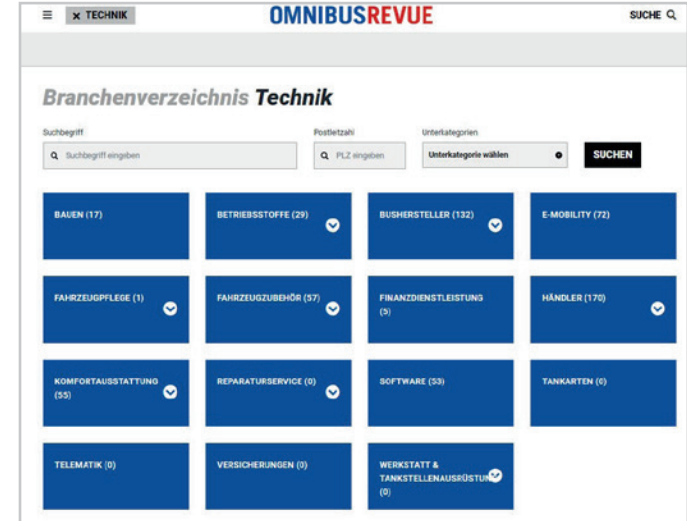 ☰ × TECHNIK OMNIBUSREVUE SUCHE
Branchenverzeichnis Technik
Suchbegriff Postleitzahl Unterkategorien
Suchbegriff eingeben PLZ eingeben Unterkategorie wählen SUCHEN
BAUEN (17) BETRIEBSSTOFFE (29) BUSHERSTELLER (132) E-MOBILITY (72)
FAHRZEUGPFLEGE (1) FAHRZEUGZUBEHÖR (57) FINANZDIENSTLEISTUNG HÄNDLER (170)
(5)
KOMFORTAUSSTATTUNG REPARATURSERVICE (0) SOFTWARE (53) TANKARTEN (0)
(55)
TELEMATIK (0) VERSICHERUNGEN (0) WERKSTATT &
TANKSTELLENAUSRÜSTUNG
(0)